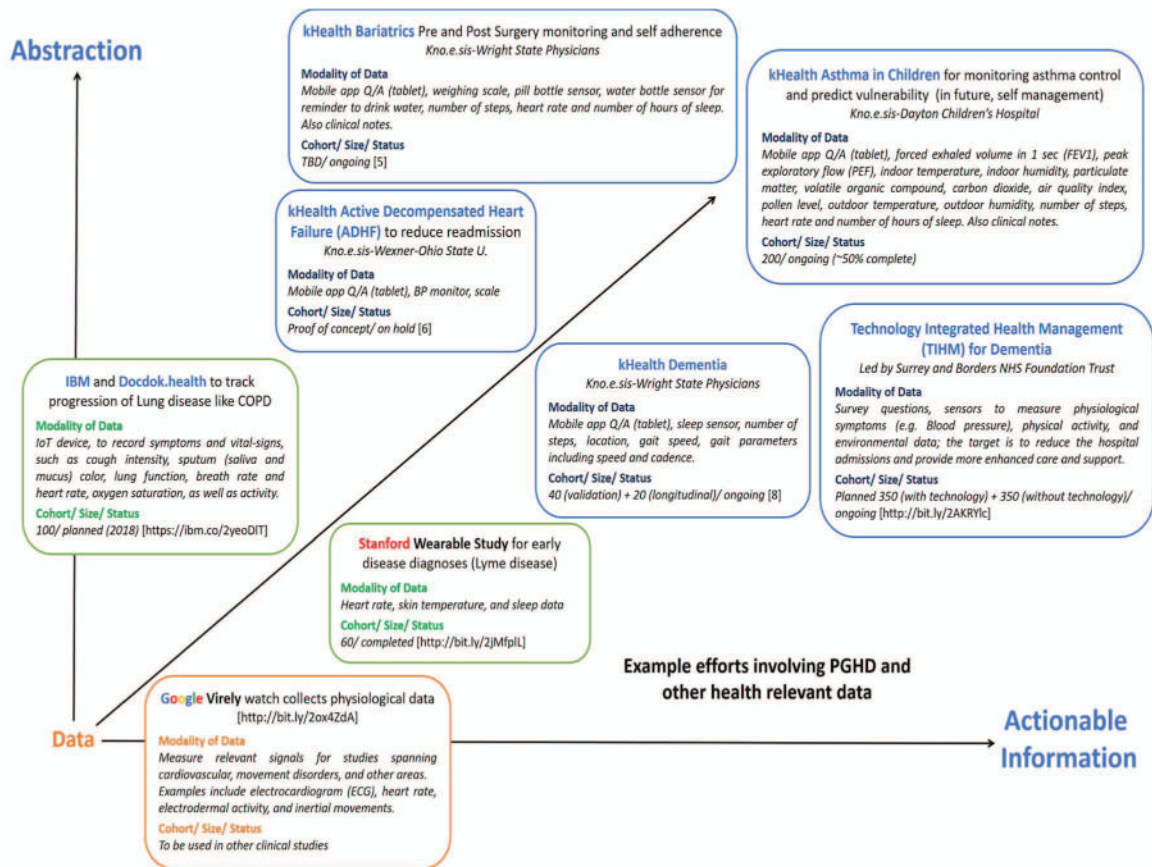 Abstraction
kHealth Bariatrics Pre and Post Surgery monitoring and self adherence
Kno.e.sis-Wright State Physicians
Modality of Data
Mobile app Q/A (tablet), weighing scale, pill bottle sensor, water bottle sensor for
reminder to drink water, number of steps, heart rate and number of hours of sleep.
Also clinical notes.
Cohort/ Size/ Status
TBD/ ongoing [5]
kHealth Asthma in Children for monitoring asthma control
and predict vulnerability (in future, self management)
Kno.e.sis-Dayton Children's Hospital
Modality of Data
Mobile app Q/A (tablet), forced exhaled volume in 1 sec (FEV1), peak
exploratory flow (PEF), indoor temperature, indoor humidity, particulate
matter, volatile organic compound, carbon dioxide, air quality index,
pollen level, outdoor temperature, outdoor humidity, number of steps,
heart rate and number of hours of sleep. Also clinical notes.
Cohort/ Size/ Status
200/ ongoing (~50% complete)
kHealth Active Decompensated Heart
Failure (ADHF) to reduce readmission
Kno.e.sis-Wexner-Ohio State U.
Modality of Data
Mobile app Q/A (tablet), BP monitor, scale
Cohort/ Size/ Status
Proof of concept/ on hold [6]
IBM and Docdok.health to track
progression of Lung disease like COPD
Modality of Data
IoT device, to record symptoms and vital-signs,
such as cough intensity, sputum (saliva and
mucus) color, lung function, breath rate and
heart rate, oxygen saturation, as well as activity.
Cohort/ Size/ Status
100/ planned (2018) [https://ibm.co/2yeoDlT]
kHealth Dementia
Kno.e.sis-Wright State Physicians
Modality of Data
Mobile app Q/A (tablet), sleep sensor, number of
steps, location, gait speed, gait parameters
including speed and cadence.
Cohort/ Size/ Status
40 (validation) + 20 (longitudinal)/ ongoing [8]
Technology Integrated Health Management
(TIHM) for Dementia
Led by Surrey and Borders NHS Foundation Trust
Modality of Data
Survey questions, sensors to measure physiological
symptoms (e.g. Blood pressure), physical activity, and
environmental data; the target is to reduce the hospital
admissions and provide more enhanced care and support.
Cohort/ Size/ Status
Planned 350 (with technology) + 350 (without technology)/
ongoing [http://bit.ly/2AKRYlc]
Stanford Wearable Study for early
disease diagnoses (Lyme disease)
Modality of Data
Heart rate, skin temperature, and sleep data
Cohort/ Size/ Status
60/ completed [http://bit.ly/2jMfplL]
Example efforts involving PGHD and
other health relevant data
Google Virely watch collects physiological data
[http://bit.ly/2ox4ZdA]
Modality of Data
Measure relevant signals for studies spanning
cardiovascular, movement disorders, and other areas.
Examples include electrocardiogram (ECG), heart rate,
electrodermal activity, and inertial movements.
Cohort/ Size/ Status
To be used in other clinical studies
Data
Actionable
Information